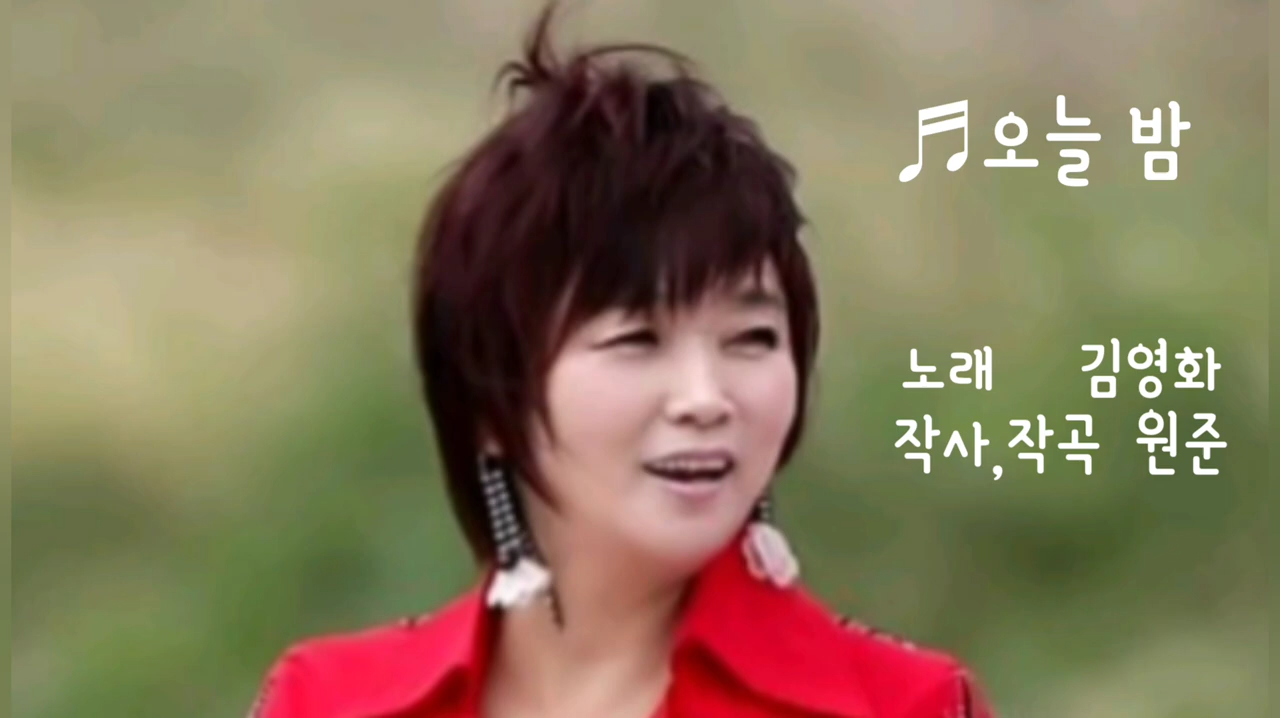 ♬오늘 밤
노래 김영화
작사,작곡 원준